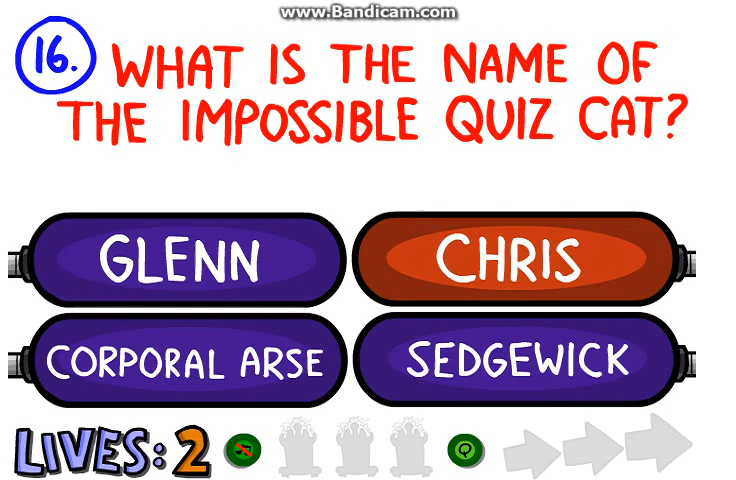 www.Bandicam.com
16. WHAT IS THE NAME OF
THE IMPOSSIBLE QUIZ CAT?
GLENN
CHRIS
CORPORAL ARSE
SEDGEWICK
LIVES: 2
Q